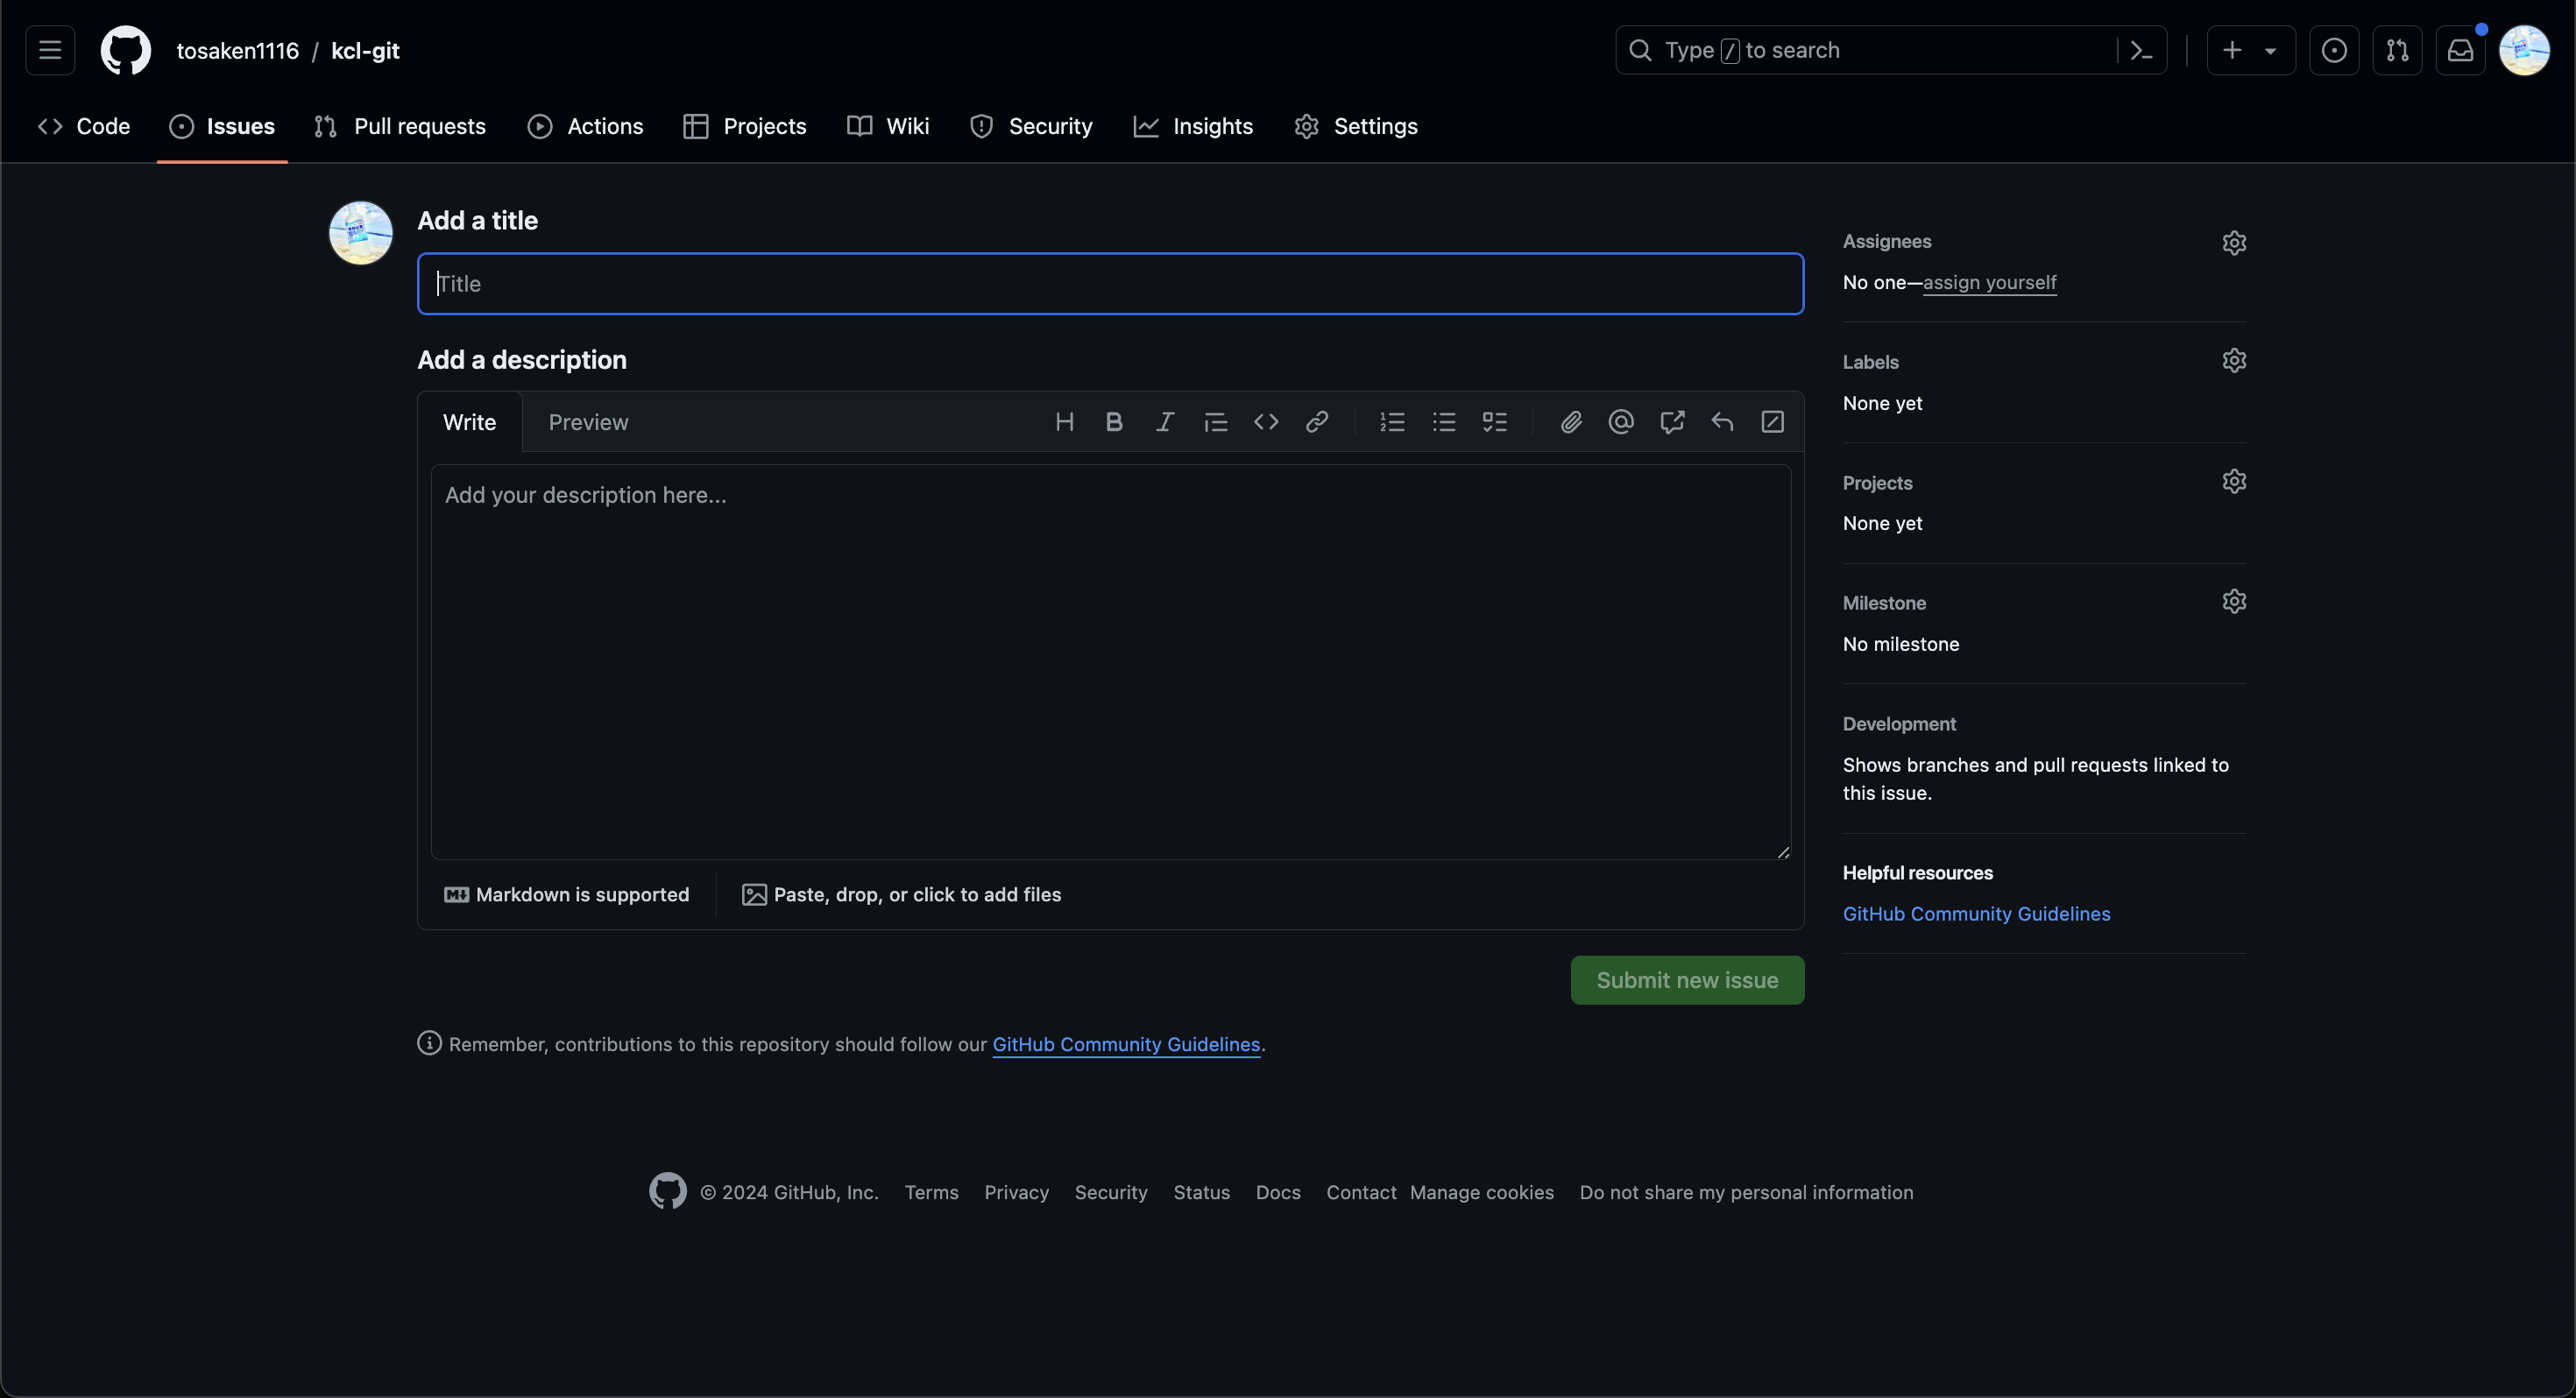 tosaken1116 / kcl-git
Type / to search
Code
Issues
Pull requests
Actions
Projects
Wiki
Security
Insights
Settings
Add a title
Title
Add a description
Write
Preview
Add your description here...
Markdown is supported
Paste, drop, or click to add files
Submit new issue
Remember, contributions to this repository should follow our GitHub Community Guidelines.
Assignees
No one—assign yourself
Labels
None yet
Projects
None yet
Milestone
No milestone
Development
Shows branches and pull requests linked to
this issue.
Helpful resources
GitHub Community Guidelines
© 2024 GitHub, Inc.
Terms
Privacy
Security
Status
Docs
Contact
Manage cookies
Do not share my personal information